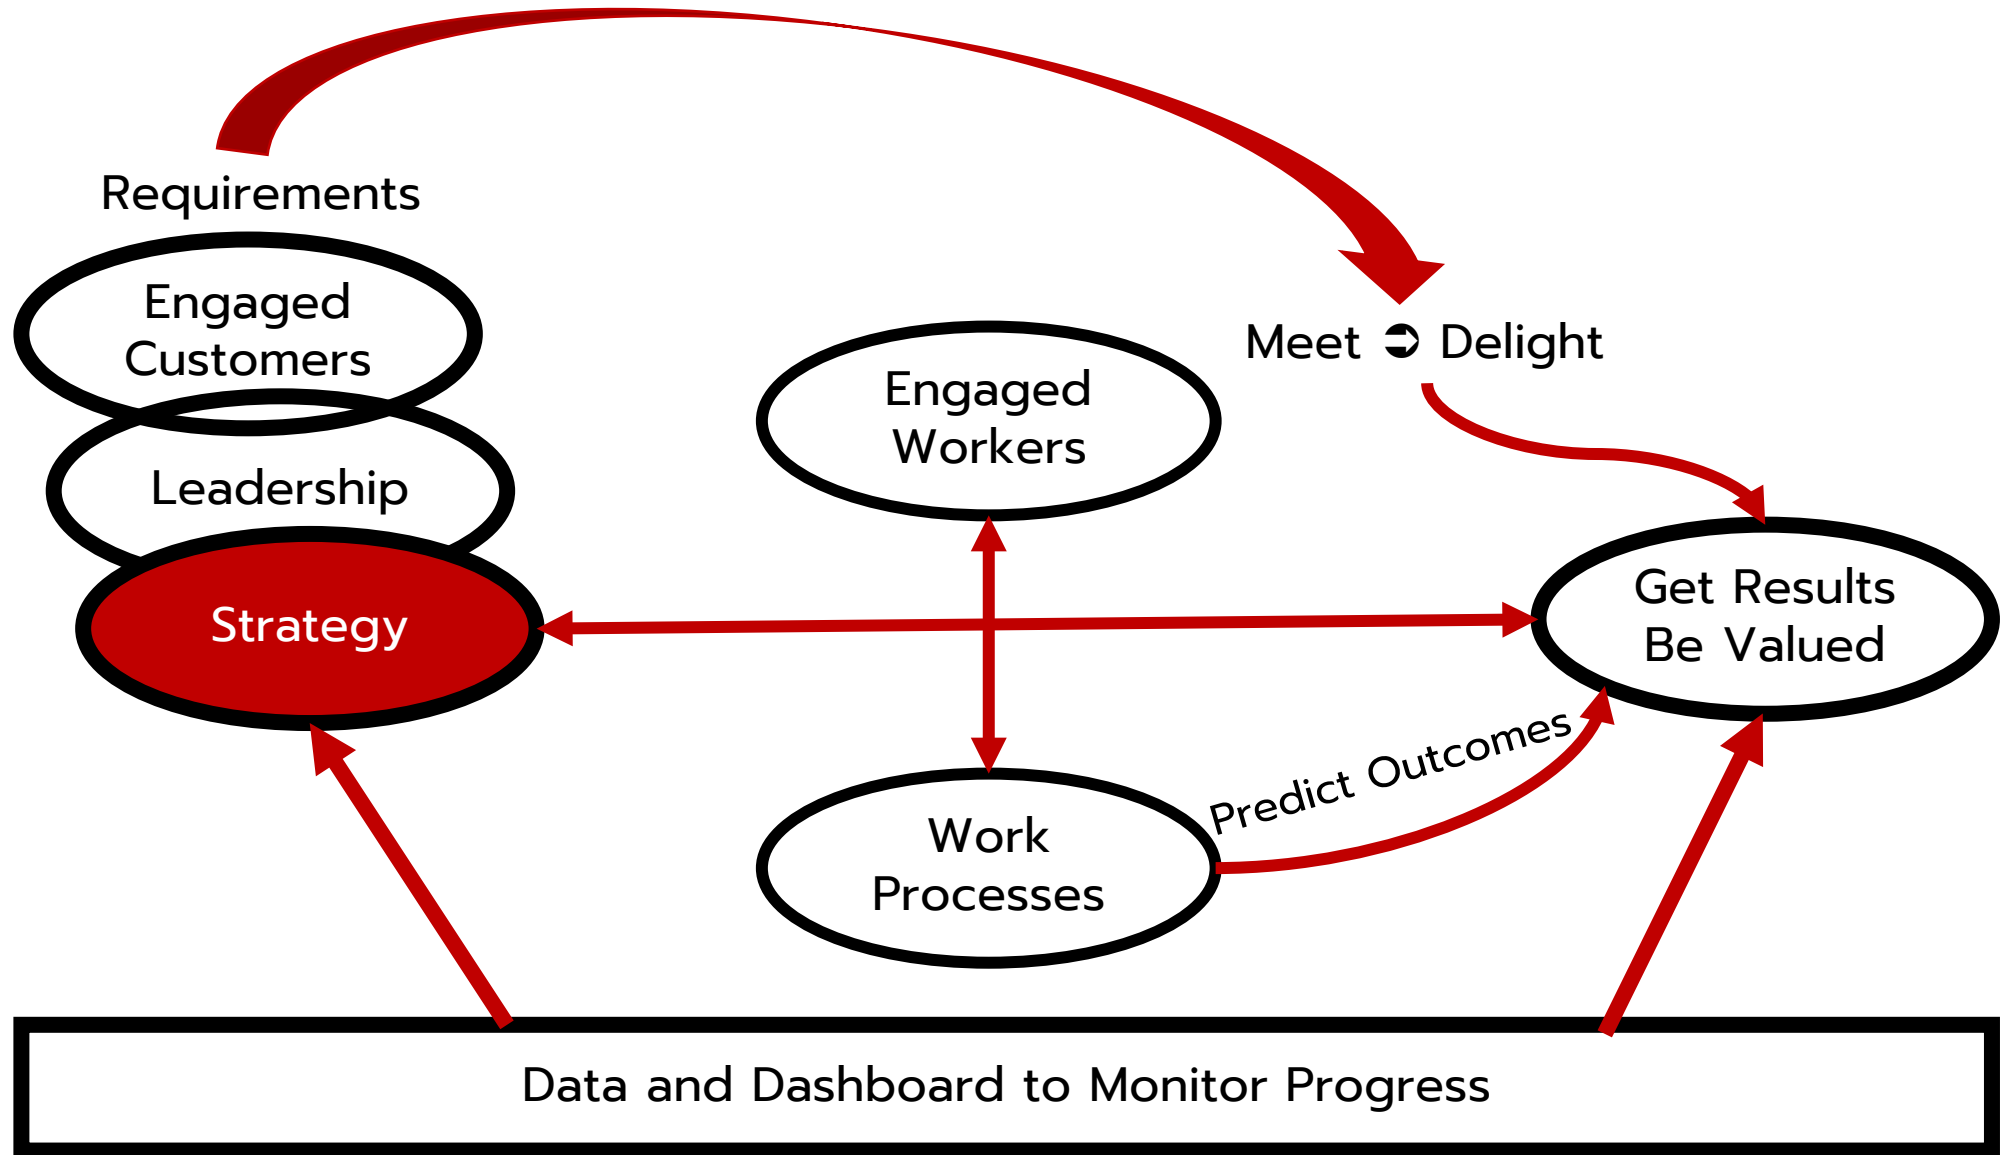 Requirements
Engaged
Customers
Leadership
Strategy
Engaged
Workers
Work
Processes
Meet ➲ Delight
Get Results
Be Valued
Predict Outcomes
Data and Dashboard to Monitor Progress